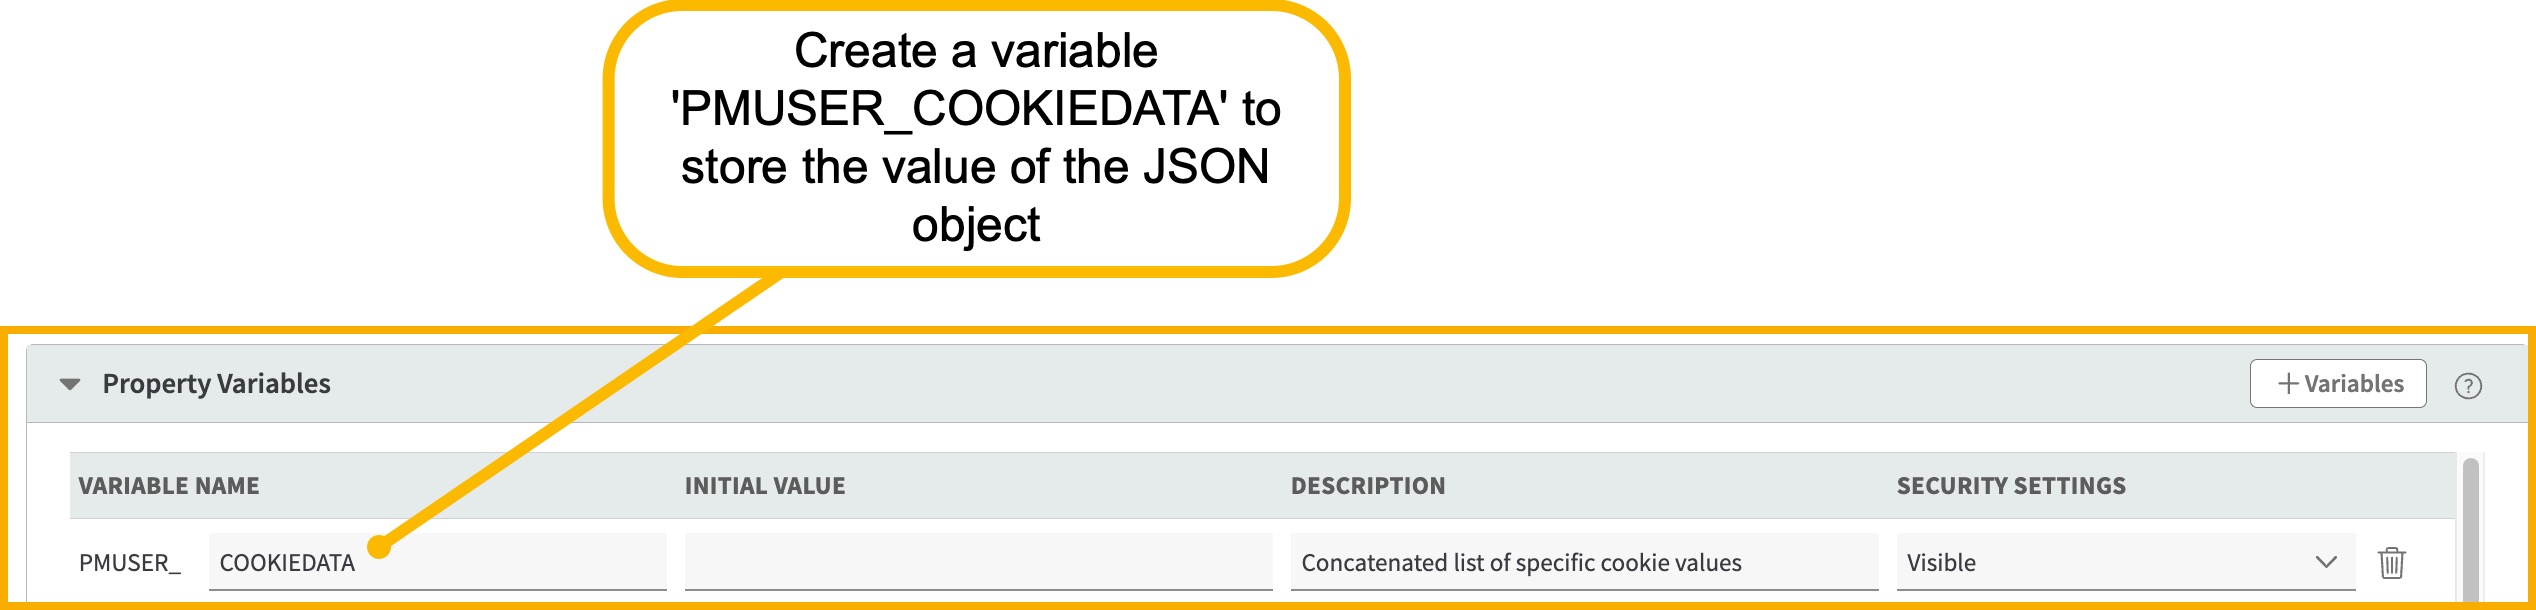 Create a variable
'PMUSER_COOKIEDATA' to
store the value of the JSON
object
Property Variables
+ Variables
?
VARIABLE NAME INITIAL VALUE DESCRIPTION SECURITY SETTINGS
PMUSER_ COOKIEDATA Concatenated list of specific cookie values Visible